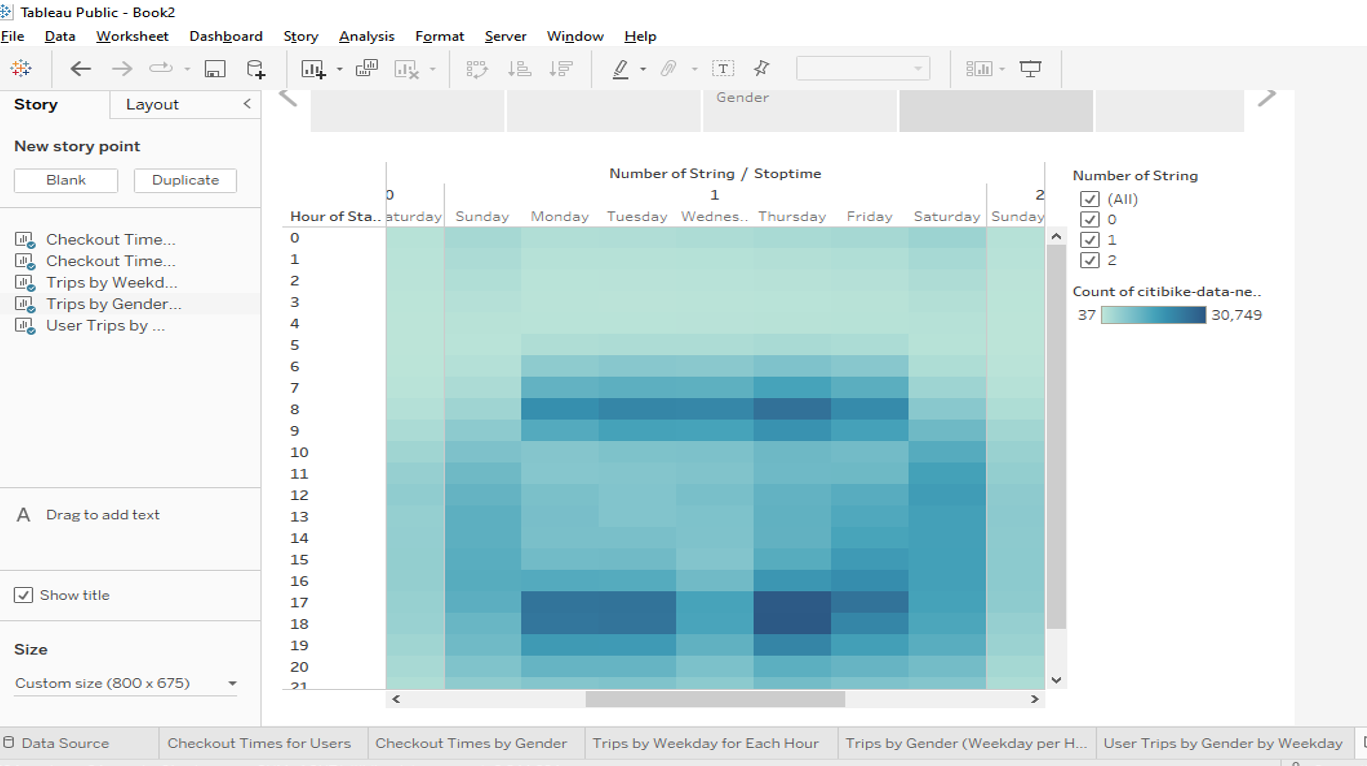 Tableau Public - Book2
File Data Worksheet Dashboard Story Analysis Format Server Window Help
Story Layout
New story point
Blank Duplicate
Checkout Time...
Checkout Time...
Trips by Weekd...
Trips by Gender...
User Trips by ...
A Drag to add text
Show title
Size
Custom size (800 x 675)
Gender
Number of String / Stoptime
0 1 2
Hour of Sta.. aturday Sunday Monday Tuesday Wednes.. Thursday Friday Saturday Sunday
0
1
2
3
4
5
6
7
8
9
10
11
12
13
14
15
16
17
18
19
20
21
Number of String
(All)
0
1
2
Count of citibike-data-ne..
37 30,749
Data Source Checkout Times for Users Checkout Times by Gender Trips by Weekday for Each Hour Trips by Gender (Weekday per H... User Trips by Gender by Weekday